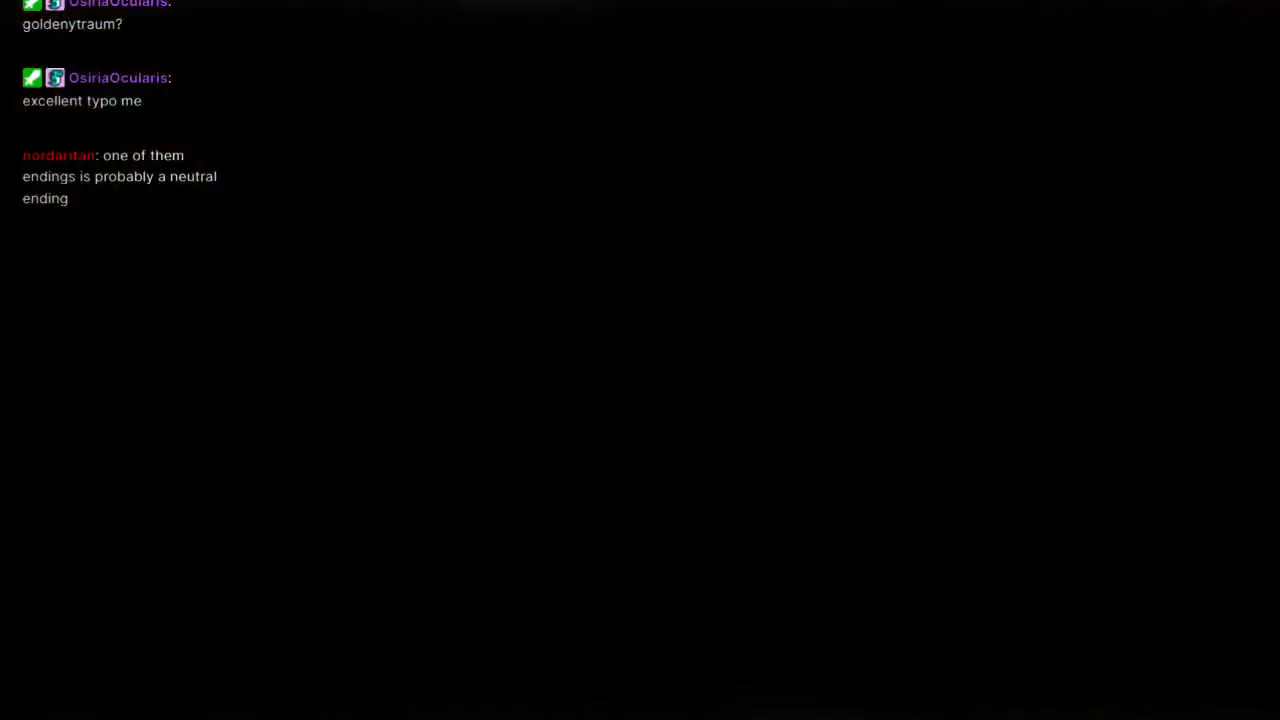 OsiriaOcularis:
goldenytraum?
OsiriaOcularis:
excellent typo me
nordaritan: one of them
endings is probably a neutral
ending